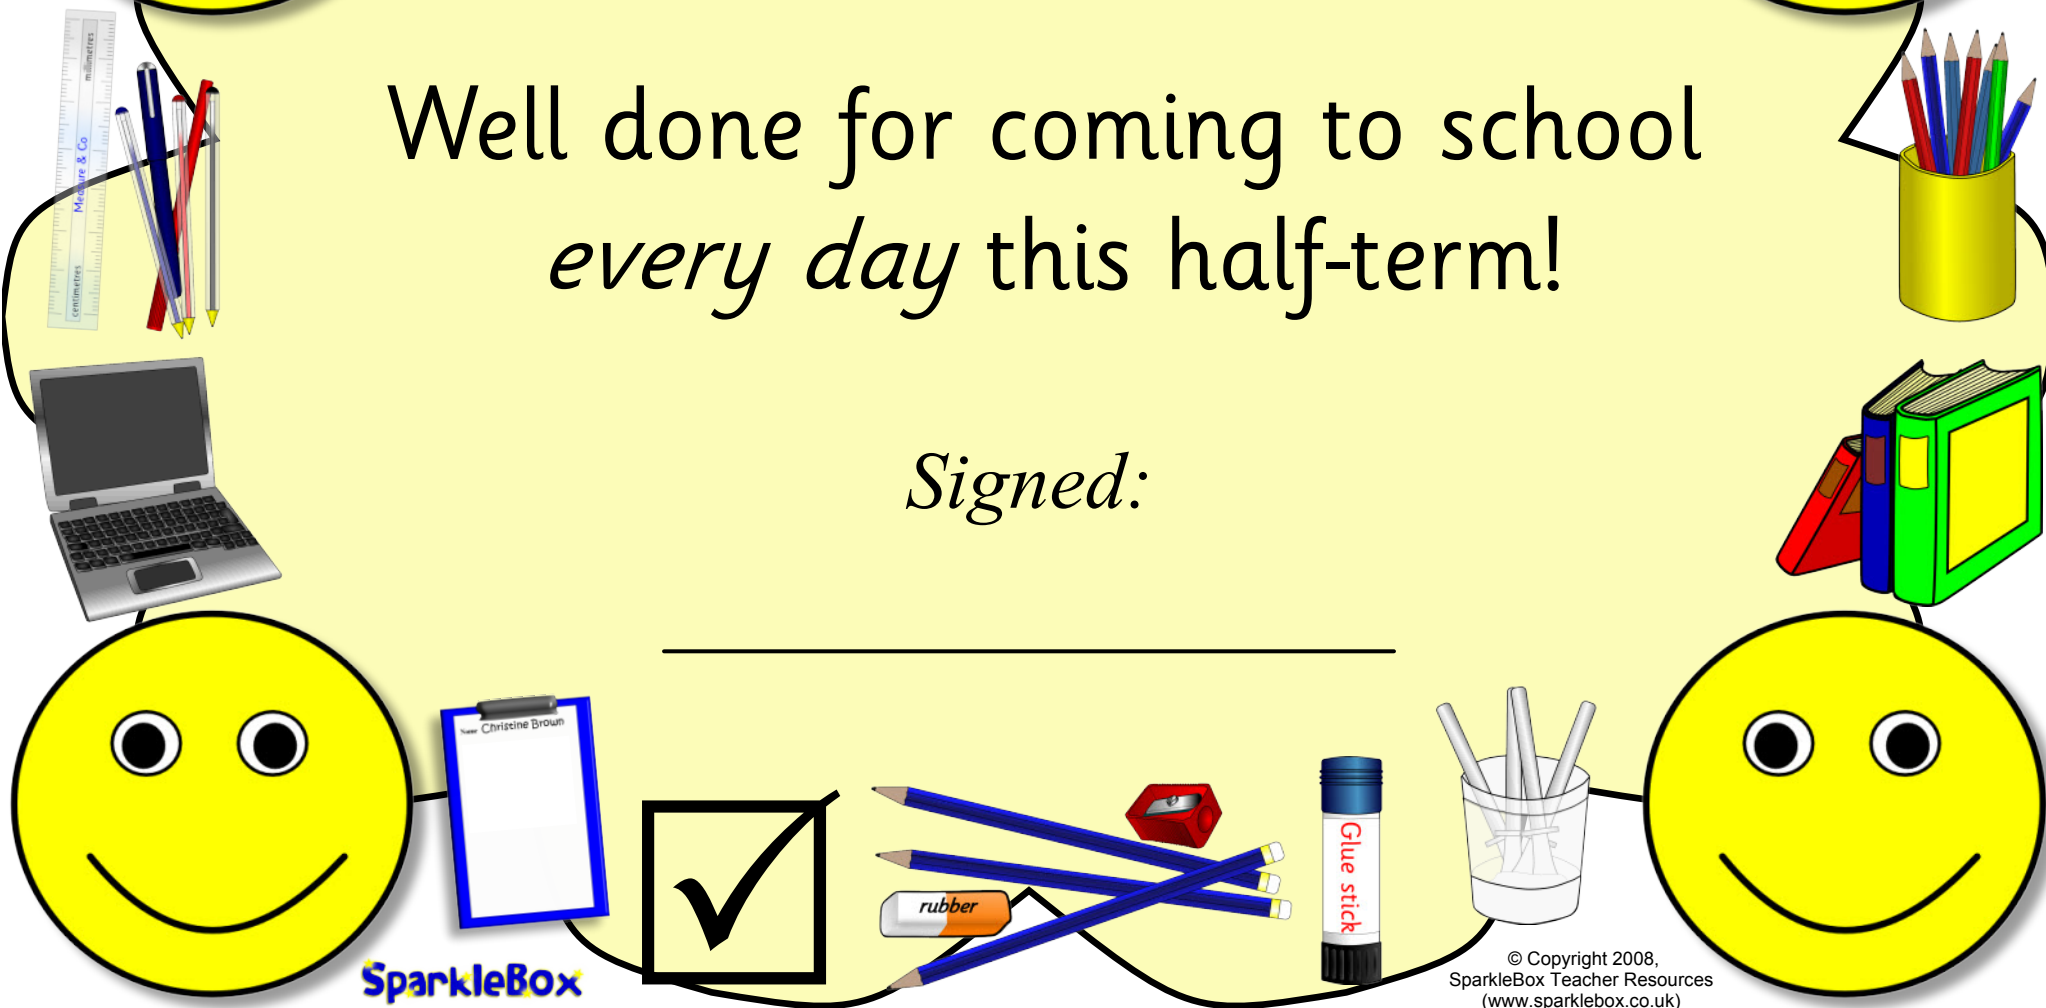 millimetres
Measure & Co
centimetres
Well done for coming to school
every day this half-term!
Signed:
Name Christine Brown
Glue stick
rubber
SparkleBox
© Copyright 2008,
SparkleBox Teacher Resources
(www.sparklebox.co.uk)